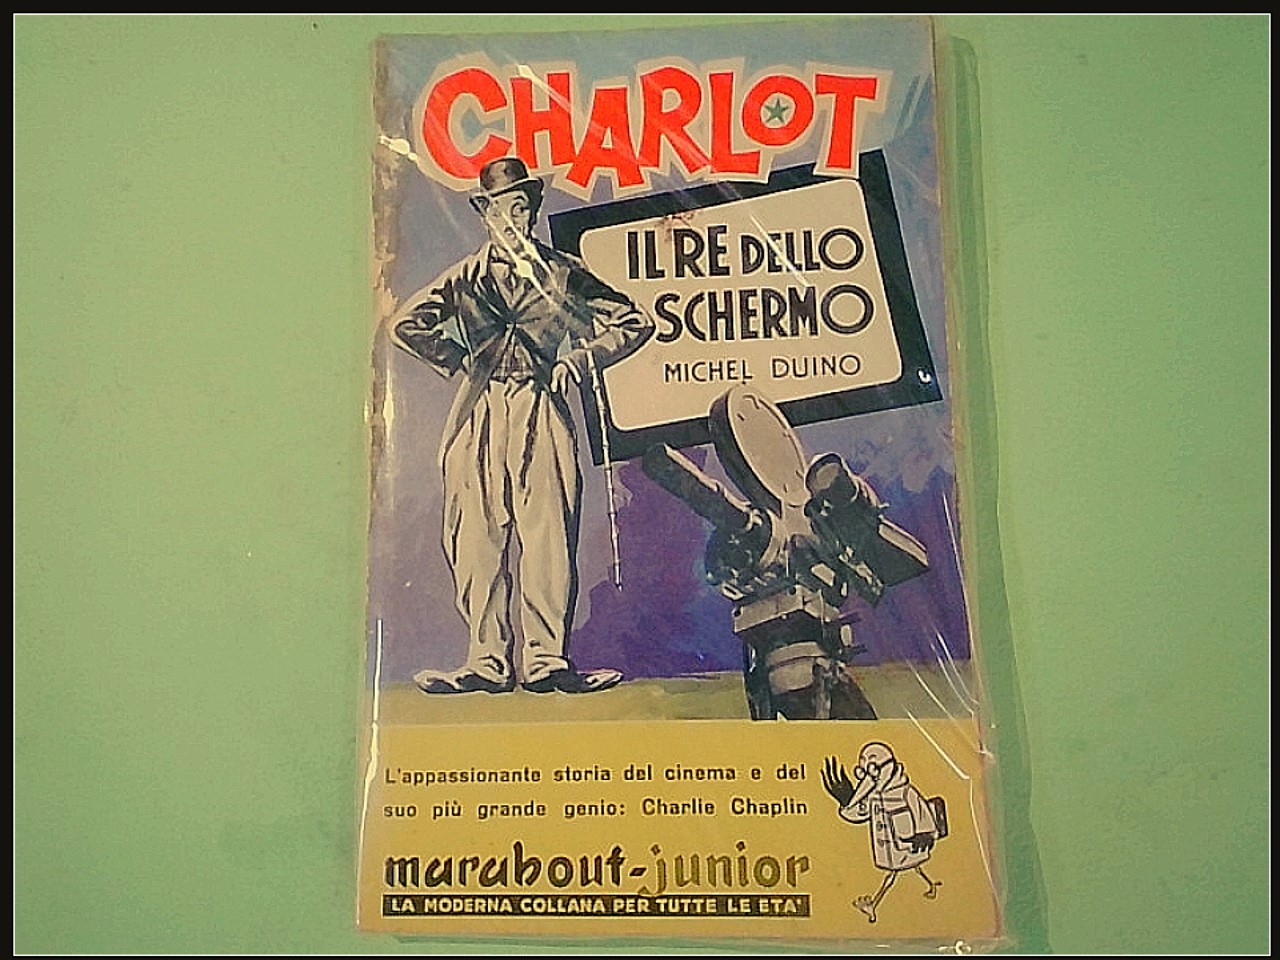 CHARLOT
IL RE DELLO
SCHERMO
MICHEL DUINO
L'appassionante storia del cinema e del
suo più grande genio: Charlie Chaplin
marabout-junior
LA MODERNA COLLANA PER TUTTE LE ETA'